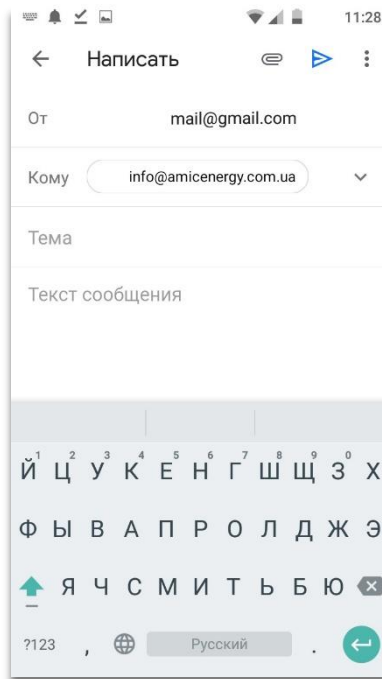 11:28
Написать
От mail@gmail.com
Кому info@amicenergy.com.ua
Тема
Текст сообщения
1 2 3 4 5 6 7 8 9 0
Й Ц У К Е Н Г Ш Щ З Х
Ф Ы В А П Р О Л Д Ж Э
Я Ч С М И Т Ь Б Ю
?123 , Русский .